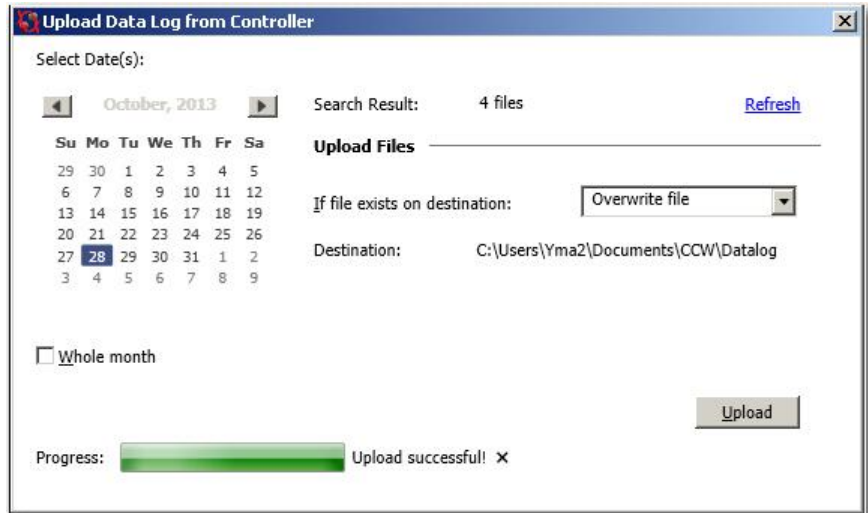 Upload Data Log from Controller
Select Date(s):
October, 2013
Su Mo Tu We Th Fr Sa
29 30 1 2 3 4 5
6 7 8 9 10 11 12
13 14 15 16 17 18 19
20 21 22 23 24 25 26
27 28 29 30 31 1 2
3 4 5 6 7 8 9
Whole month
Search Result: 4 files Refresh
Upload Files
If file exists on destination: Overwrite file
Destination: C:\Users\Yma2\Documents\CCW\Datalog
Upload
Progress: Upload successful!